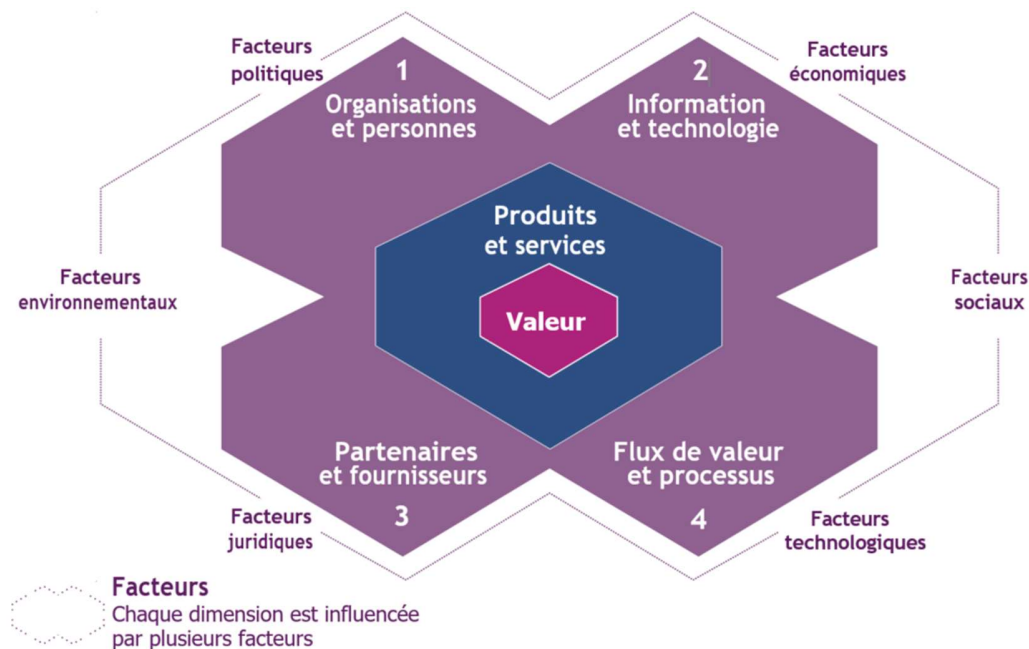 Facteurs
politiques
1
Organisations
et personnes
2
Information
et technologie
Facteurs
économiques
Produits
et services
Facteurs
environnementaux
Valeur
Facteurs
sociaux
Partenaires
et fournisseurs
3
Flux de valeur
et processus
4
Facteurs
juridiques
Facteurs
technologiques
Facteurs
Chaque dimension est influencée
par plusieurs facteurs